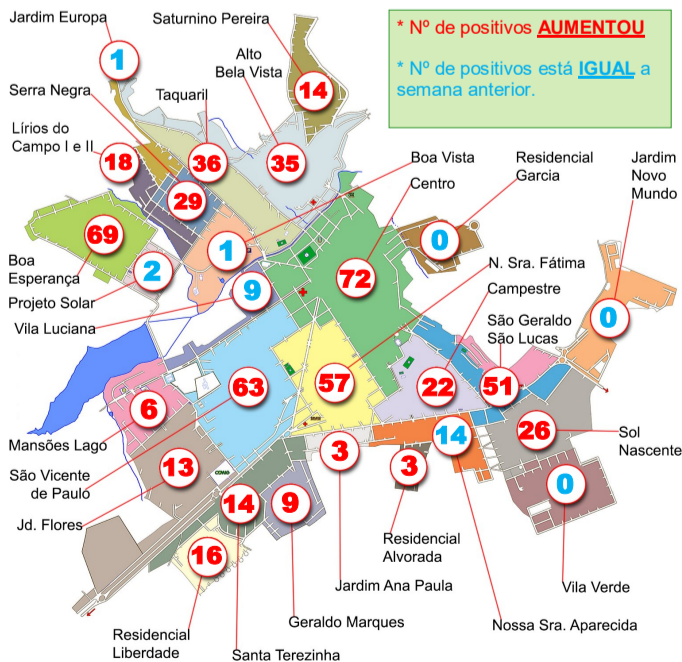 Jardim Europa
Saturnino Pereira
* Nº de positivos AUMENTOU
* Nº de positivos está IGUAL a
semana anterior.
1
Alto
Bela Vista
14
Serra Negra
Taquaril
Lírios do
Campo I e II
18
36
35
Boa Vista
Centro
Residencial
Garcia
Jardim
Novo
Mundo
29
69
1
0
Boa
Esperança
2
72
N. Sra. Fátima
Projeto Solar
9
Campestre
Vila Luciana
São Geraldo
São Lucas
0
63
57
22
51
6
Mansões Lago
3
14
26
Sol
Nascente
São Vicente
de Paulo
13
3
0
Jd. Flores
14
9
Residencial
Alvorada
16
Jardim Ana Paula
Vila Verde
Geraldo Marques
Nossa Sra. Aparecida
Residencial
Liberdade
Santa Terezinha